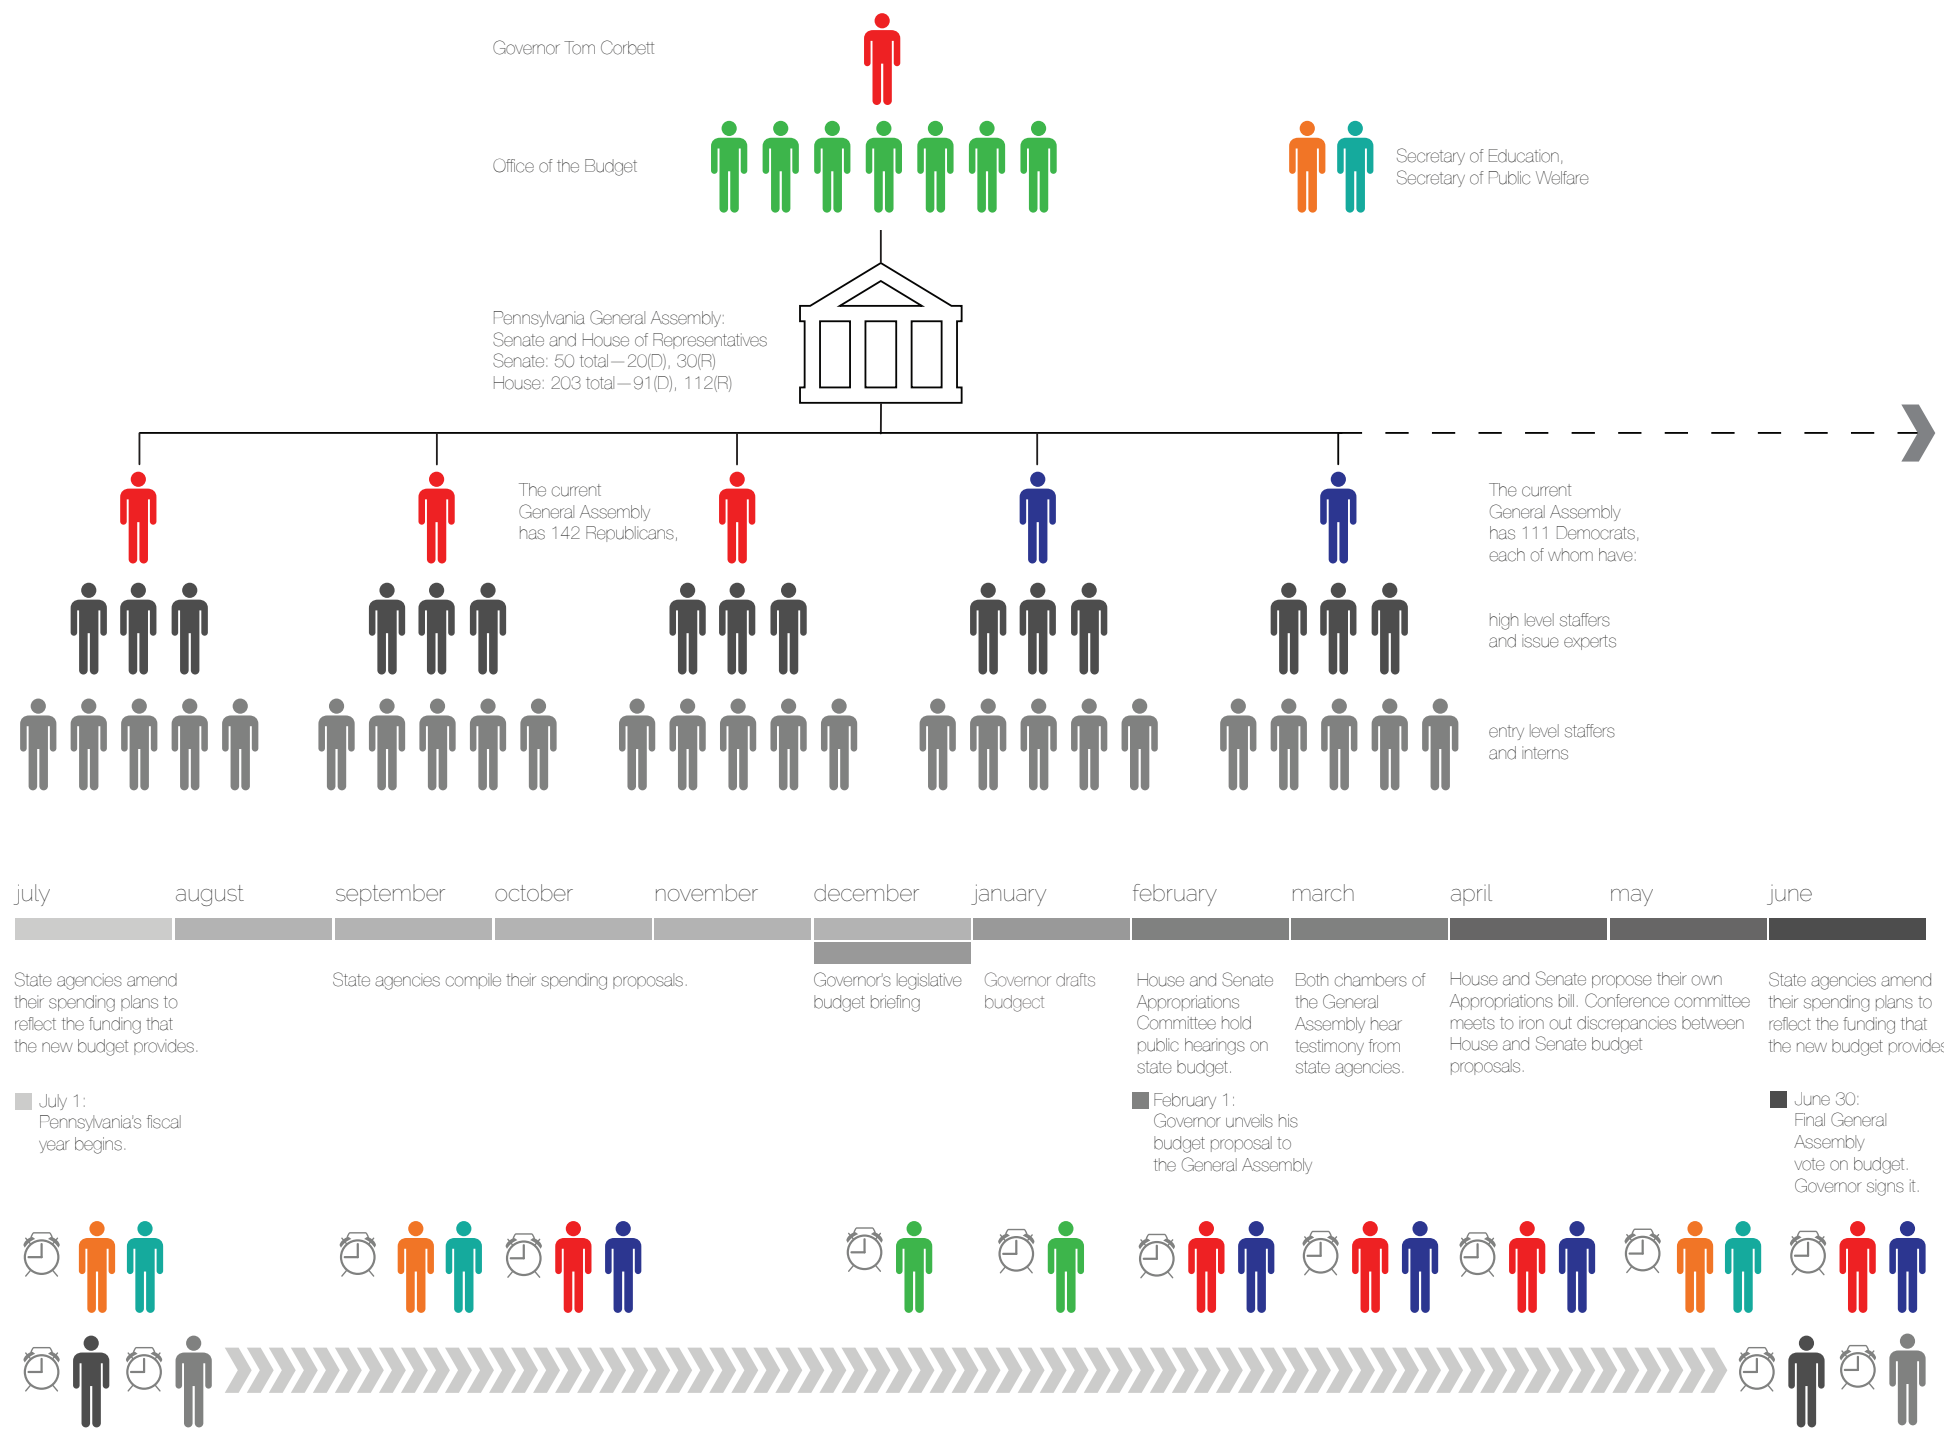 Governor Tom Corbett
Office of the Budget
Secretary of Education,
Secretary of Public Welfare
Pennsylvania General Assembly:
Senate and House of Representatives
Senate: 50 total—20(D), 30(R)
House: 203 total—91(D), 112(R)
The current
General Assembly
has 142 Republicans,
The current
General Assembly
has 111 Democrats,
each of whom have:
high level staffers
and issue experts
entry level staffers
and interns
july
august
september
october
november
december
january
february
march
april
may
june
State agencies amend
their spending plans to
reflect the funding that
the new budget provides.
State agencies compile their spending proposals.
Governor's legislative
budget briefing
Governor drafts
budgect
House and Senate
Appropriations
Committee hold
public hearings on
state budget.
Both chambers of
the General
Assembly hear
testimony from
state agencies.
House and Senate propose their own
Appropriations bill. Conference committee
meets to iron out discrepancies between
House and Senate budget
proposals.
State agencies amend
their spending plans to
reflect the funding that
the new budget provides
July 1:
Pennsylvania's fiscal
year begins.
February 1:
Governor unveils his
budget proposal to
the General Assembly
June 30:
Final General
Assembly
vote on budget.
Governor signs it.